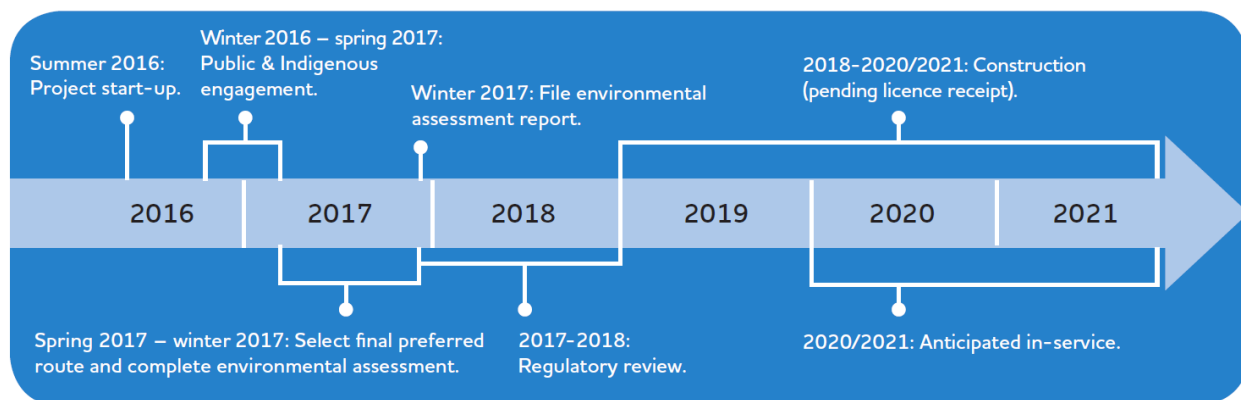 Summer 2016:
Project start-up.
Winter 2016 – spring 2017:
Public & Indigenous
engagement.
Winter 2017: File environmental
assessment report.
2018-2020/2021: Construction
(pending licence receipt).
2016
2017
2018
2019
2020
2021
Spring 2017 – winter 2017: Select final preferred
route and complete environmental assessment.
2017-2018:
Regulatory review.
2020/2021: Anticipated in-service.